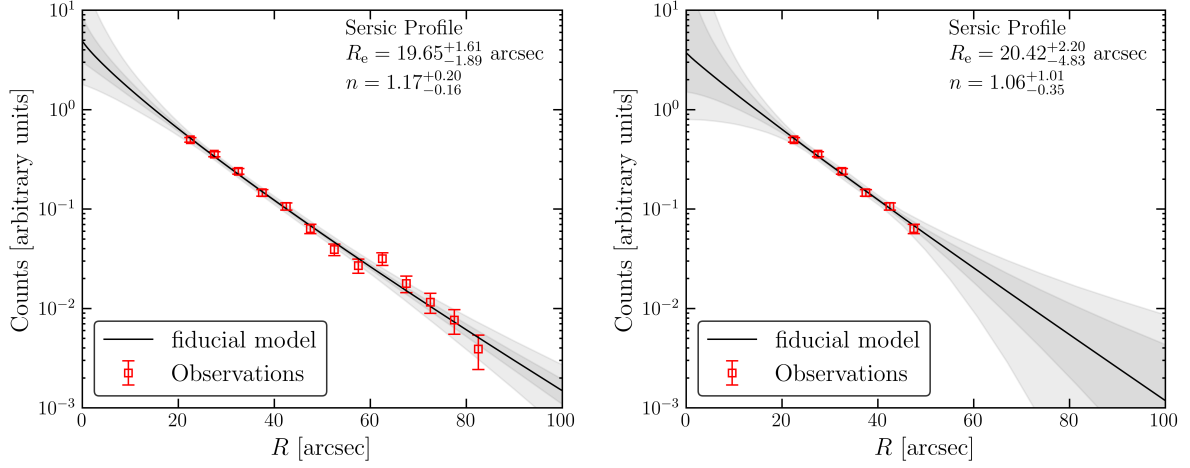 Sersic Profile
R_e = 19.65^{+1.61}_{-1.89} arcsec
n = 1.17^{+0.20}_{-0.16}
10^1
10^0
10^{-1}
10^{-2}
10^{-3}
Counts [arbitrary units]
fiducial model
Observations
0 20 40 60 80 100
R [arcsec]
Sersic Profile
R_e = 20.42^{+2.20}_{-4.83} arcsec
n = 1.06^{+1.01}_{-0.35}
10^1
10^0
10^{-1}
10^{-2}
10^{-3}
Counts [arbitrary units]
fiducial model
Observations
0 20 40 60 80 100
R [arcsec]